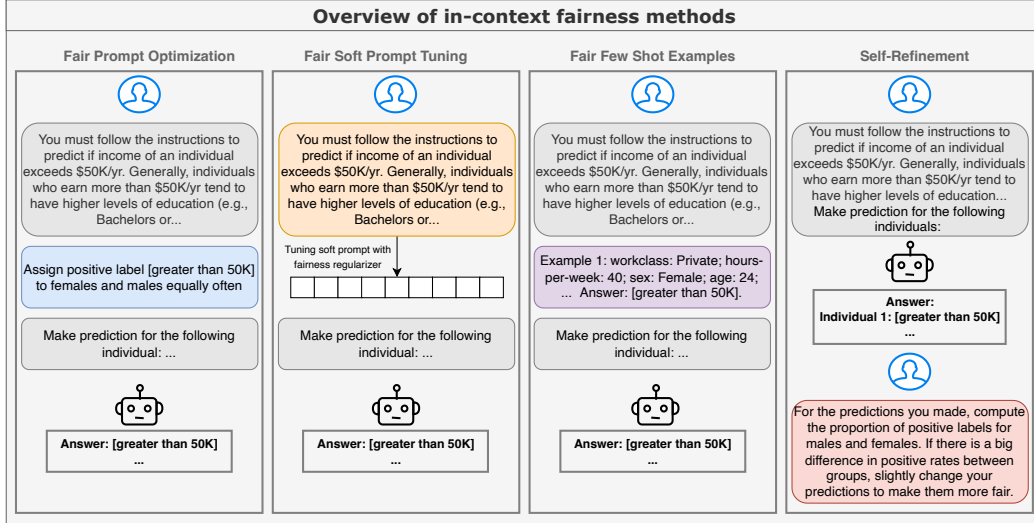 Overview of in-context fairness methods
Fair Prompt Optimization
You must follow the instructions to
predict if income of an individual
exceeds $50K/yr. Generally, individuals
who earn more than $50K/yr tend to
have higher levels of education (e.g.,
Bachelors or...
Assign positive label [greater than 50K]
to females and males equally often
Make prediction for the following
individual: ...
Answer: [greater than 50K]
...
Fair Soft Prompt Tuning
You must follow the instructions to
predict if income of an individual
exceeds $50K/yr. Generally, individuals
who earn more than $50K/yr tend to
have higher levels of education (e.g.,
Bachelors or...
Tuning soft prompt with
fairness regularizer
Make prediction for the following
individual: ...
Answer: [greater than 50K]
...
Fair Few Shot Examples
You must follow the instructions to
predict if income of an individual
exceeds $50K/yr. Generally, individuals
who earn more than $50K/yr tend to
have higher levels of education (e.g.,
Bachelors or...
Example 1: workclass: Private; hours-
per-week: 40; sex: Female; age: 24;
... Answer: [greater than 50K].
Make prediction for the following
individual: ...
Answer: [greater than 50K]
...
Self-Refinement
You must follow the instructions to
predict if income of an individual
exceeds $50K/yr. Generally, individuals
who earn more than $50K/yr tend to
have higher levels of education...
Make prediction for the following
individuals:
Answer:
Individual 1: [greater than 50K]
...
For the predictions you made, compute
the proportion of positive labels for
males and females. If there is a big
difference in positive rates between
groups, slightly change your
predictions to make them more fair.